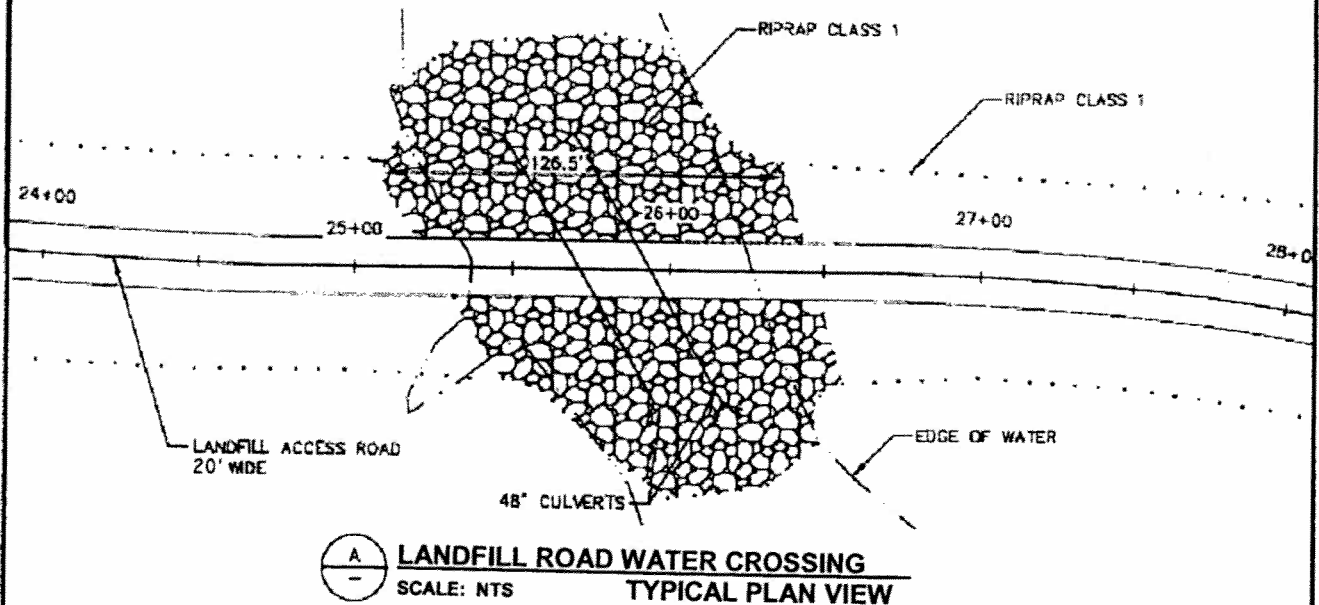 RIPRAP CLASS 1
RIPRAP CLASS 1
126.5'
24+00
25+00
26+00
27+00
28+0
LANDFILL ACCESS ROAD
20' WIDE
EDGE OF WATER
48" CULVERTS
A
-
LANDFILL ROAD WATER CROSSING
SCALE: NTS TYPICAL PLAN VIEW